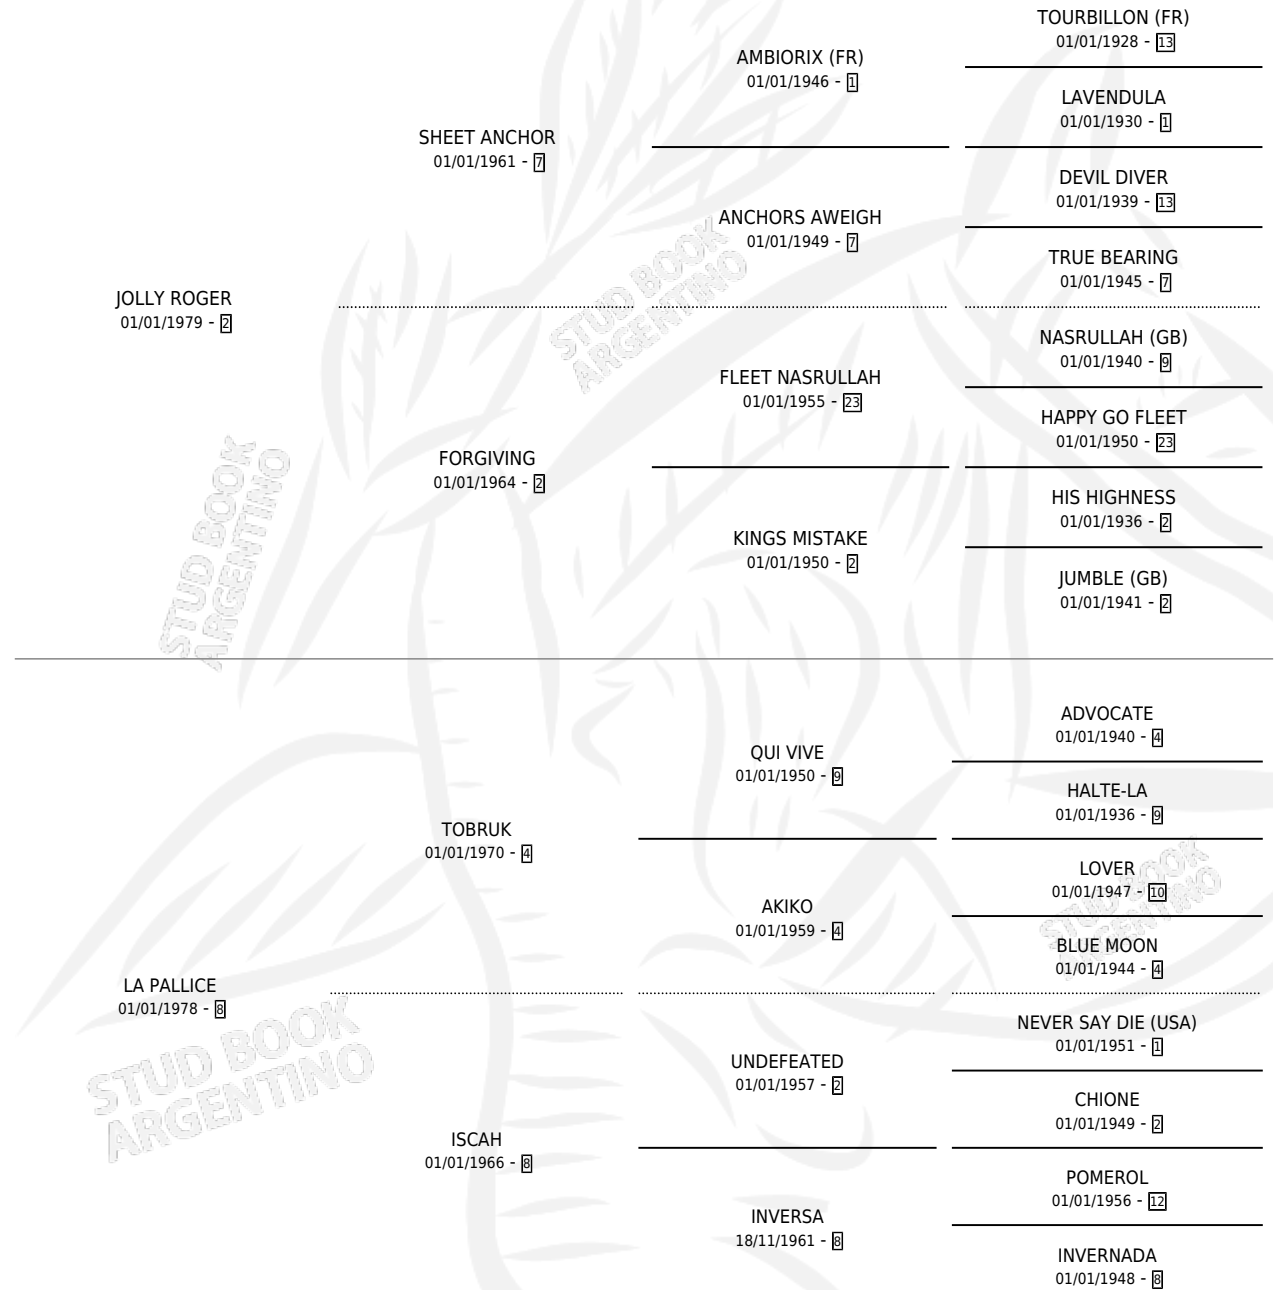 TOURBILLON (FR)
01/01/1928 - 13
AMBIORIX (FR)
01/01/1946 - 1
LAVENDULA
01/01/1930 - 1
SHEET ANCHOR
01/01/1961 - 7
DEVIL DIVER
01/01/1939 - 13
ANCHORS AWEIGH
01/01/1949 - 7
TRUE BEARING
01/01/1945 - 7
JOLLY ROGER
01/01/1979 - 2
NASRULLAH (GB)
01/01/1940 - 9
FLEET NASRULLAH
01/01/1955 - 23
HAPPY GO FLEET
01/01/1950 - 23
FORGIVING
01/01/1964 - 2
HIS HIGHNESS
01/01/1936 - 2
KINGS MISTAKE
01/01/1950 - 2
JUMBLE (GB)
01/01/1941 - 2
ADVOCATE
01/01/1940 - 4
QUI VIVE
01/01/1950 - 9
HALTE-LA
01/01/1936 - 9
TOBRUK
01/01/1970 - 4
LOVER
01/01/1947 - 10
AKIKO
01/01/1959 - 4
BLUE MOON
01/01/1944 - 4
LA PALLICE
01/01/1978 - 8
NEVER SAY DIE (USA)
01/01/1951 - 1
UNDEFEATED
01/01/1957 - 2
CHIONE
01/01/1949 - 2
ISCAH
01/01/1966 - 8
POMEROL
01/01/1956 - 12
INVERSA
18/11/1961 - 8
INVERNADA
01/01/1948 - 8
STUD BOOK
ARGENTINO
STUD BOOK
ARGENTINO
STUD BOOK
ARGENTINO
STUD BOOK
ARGENTINO